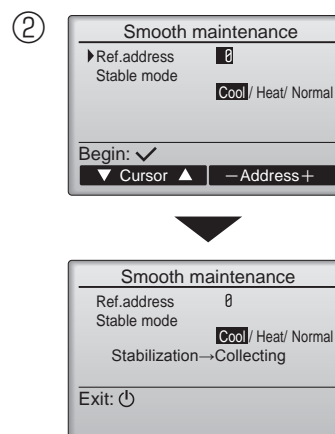 ②
Smooth maintenance
Ref.address 0
Stable mode
Cool / Heat/ Normal
Begin: ✓
▼ Cursor ▲ －Address＋
Smooth maintenance
Ref.address 0
Stable mode
Cool / Heat/ Normal
Stabilization→Collecting
Exit: ⏻